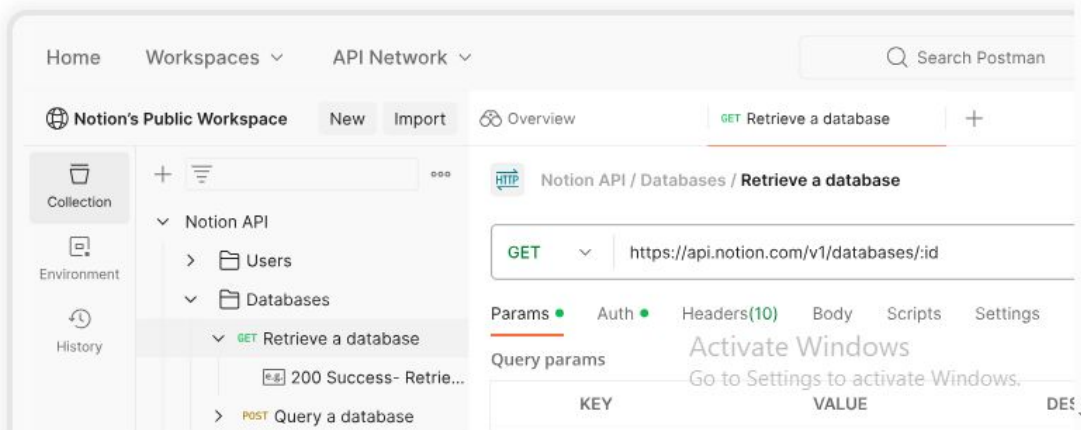 Home Workspaces API Network Search Postman
Notion's Public Workspace New Import Overview GET Retrieve a database
Collection
Environment
History
Notion API
Users
Databases
GET Retrieve a database
e.g. 200 Success- Retrie...
POST Query a database
HTTP Notion API / Databases / Retrieve a database
GET https://api.notion.com/v1/databases/:id
Params Auth Headers(10) Body Scripts Settings
Query params
Activate Windows
Go to Settings to activate Windows.
KEY VALUE DES